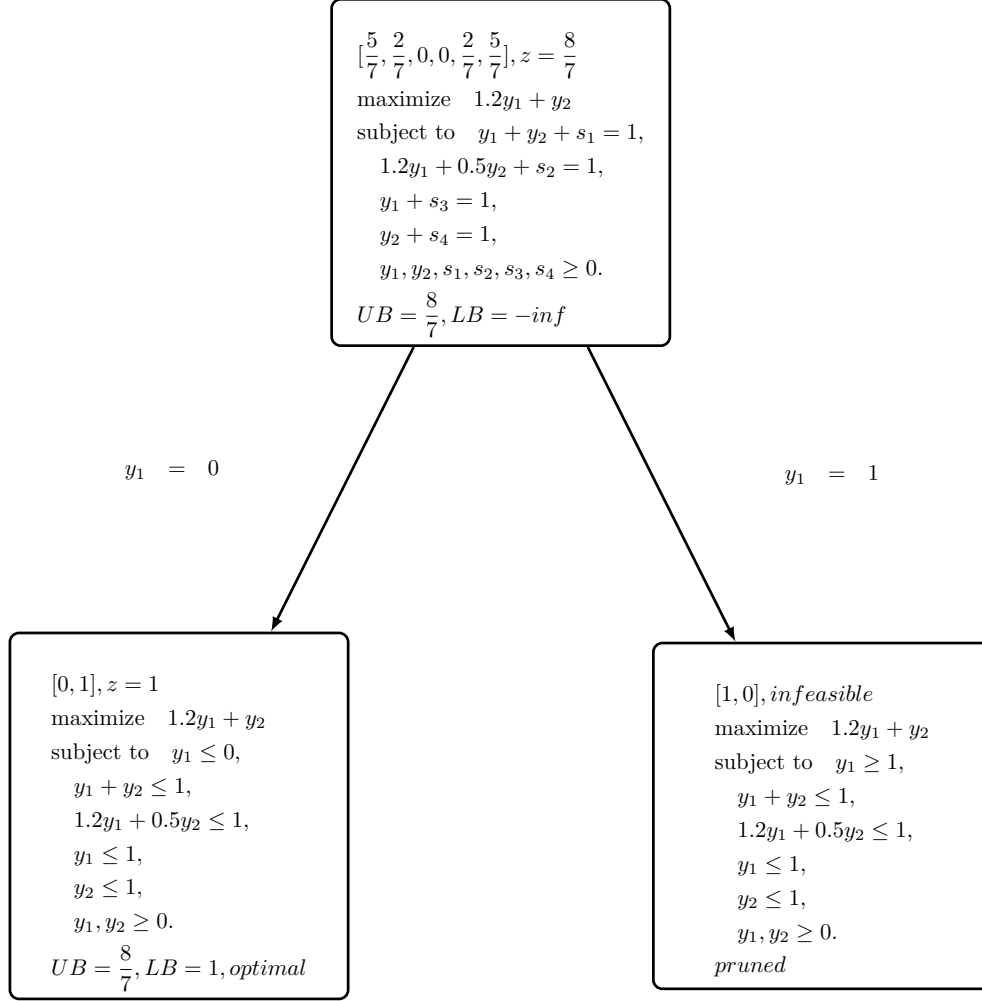 [5/7, 2/7, 0, 0, 2/7, 5/7], z = 8/7
maximize 1.2y₁ + y₂
subject to y₁ + y₂ + s₁ = 1,
1.2y₁ + 0.5y₂ + s₂ = 1,
y₁ + s₃ = 1,
y₂ + s₄ = 1,
y₁, y₂, s₁, s₂, s₃, s₄ ≥ 0.
UB = 8/7, LB = −inf
y₁ = 0
y₁ = 1
[0, 1], z = 1
maximize 1.2y₁ + y₂
subject to y₁ ≤ 0,
y₁ + y₂ ≤ 1,
1.2y₁ + 0.5y₂ ≤ 1,
y₁ ≤ 1,
y₂ ≤ 1,
y₁, y₂ ≥ 0.
UB = 8/7, LB = 1, optimal
[1, 0], infeasible
maximize 1.2y₁ + y₂
subject to y₁ ≥ 1,
y₁ + y₂ ≤ 1,
1.2y₁ + 0.5y₂ ≤ 1,
y₁ ≤ 1,
y₂ ≤ 1,
y₁, y₂ ≥ 0.
pruned